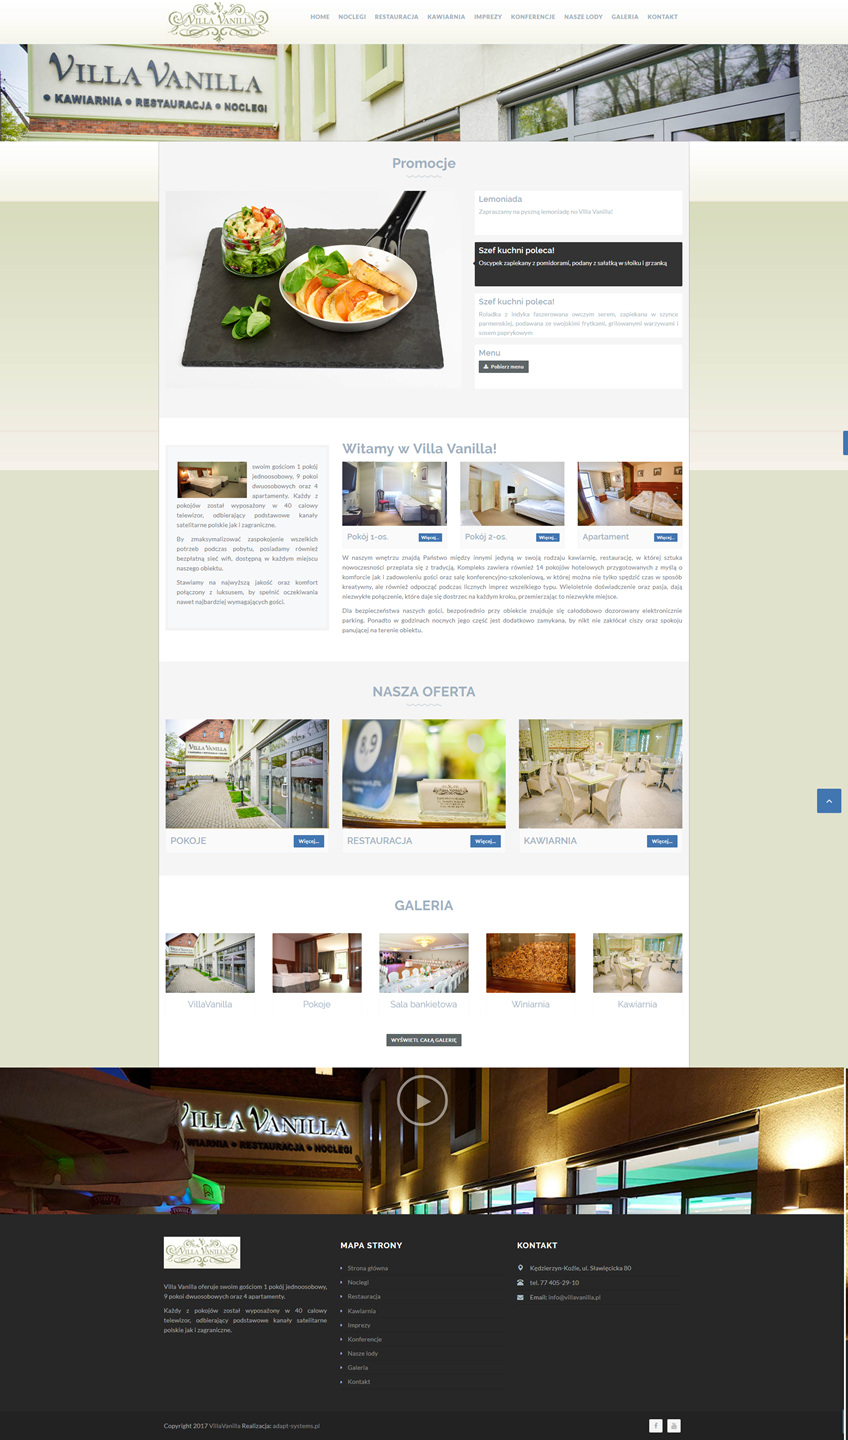 VILLA VANILLA
HOME NOCLEGI RESTAURACJA KAWIARNIA IMPREZY KONFERENCJE NASZE LODY GALERIA KONTAKT
VILLA VANILLA
• KAWIARNIA • RESTAURACJA • NOCLEGI
Promocje
Lemoniada
Zapraszamy na pyszną lemoniadę no Villa Vanilla!
Szef kuchni poleca!
Oscypek zapiekany z pomidorami, podany z sałatką w słoiku i grzanką
Szef kuchni poleca!
Roladka z indyka faszerowana owczym serem, zapiekana w szynce
parmeńskiej, podawana ze swojskimi frytkami, grilowanymi warzywami i
sosem paprykowym
Menu
Pobierz menu
swoim gościom 1 pokój
jednoosobowy, 9 pokoi
dwuosobowych oraz 4
apartamenty. Każdy z
pokojów został wyposażony w 40 calowy
telewizor, odbierający podstawowe kanały
satelitarne polskie jak i zagraniczne.
By zmaksymalizować zaspokojenie wszelkich
potrzeb podczas pobytu, posiadamy również
bezpłatną sieć wifi, dostępną w każdym miejscu
naszego obiektu.
Stawiamy na najwyższą jakość oraz komfort
połączony z luksusem, by spełnić oczekiwania
nawet najbardziej wymagających gości.
Witamy w Villa Vanilla!
Pokój 1-os. Więcej...
Pokój 2-os. Więcej...
Apartament Więcej...
W naszym wnętrzu znajdą Państwo między innymi jedyną w swoją rodzaju kawiarnię, restaurację, w której sztuka
nowoczesności przeplata się z tradycją. Kompleks zawiera również 14 pokojów hotelowych przygotowanych z myślą o
komforcie jak i zadowoleniu gości oraz salę konferencyjno-szkoleniową, w której można nie tylko spędzić czas w sposób
kreatywny, ale również odpocząć podczas licznych imprez wszelkiego typu. Wieloletnie doświadczenie oraz pasja, dają
niezwykłe połączenie, które daje się dostrzec na każdym kroku, przemierzając to niezwykłe miejsce.
Dla bezpieczeństwa naszych gości, bezpośrednio przy obiekcie znajduje się całodobowo dozorowany elektronicznie
parking. Ponadto w godzinach nocnych jego część jest dodatkowo zamykana, by nikt nie zakłócał ciszy oraz spokoju
panującej na terenie obiektu.
NASZA OFERTA
VILLA VANILLA
POKOJE Więcej...
RESTAURACJA Więcej...
KAWIARNIA Więcej...
GALERIA
VillaVanilla
Pokoje
Sala bankietowa
Winiarnia
Kawiarnia
WYŚWIETL CAŁĄ GALERIĘ
VILLA VANILLA
WIARNIA • RESTAURACJA • NOCLEGI
VILLA VANILLA
Villa Vanilla oferuje swoim gościom 1 pokój jednoosobowy,
9 pokoi dwuosobowych oraz 4 apartamenty.
Każdy z pokojów został wyposażony w 40 calowy
telewizor, odbierający podstawowe kanały satelitarne
polskie jak i zagraniczne.
MAPA STRONY
Strona główna
Noclegi
Restauracja
Kawiarnia
Imprezy
Konferencje
Nasze lody
Galeria
Kontakt
KONTAKT
Kędzierzyn-Koźle, ul. Sławięcicka 80
tel. 77 405-29-10
Email: info@villavanilla.pl
Copyright 2017 VillaVanilla Realizacja: adapt-systems.pl